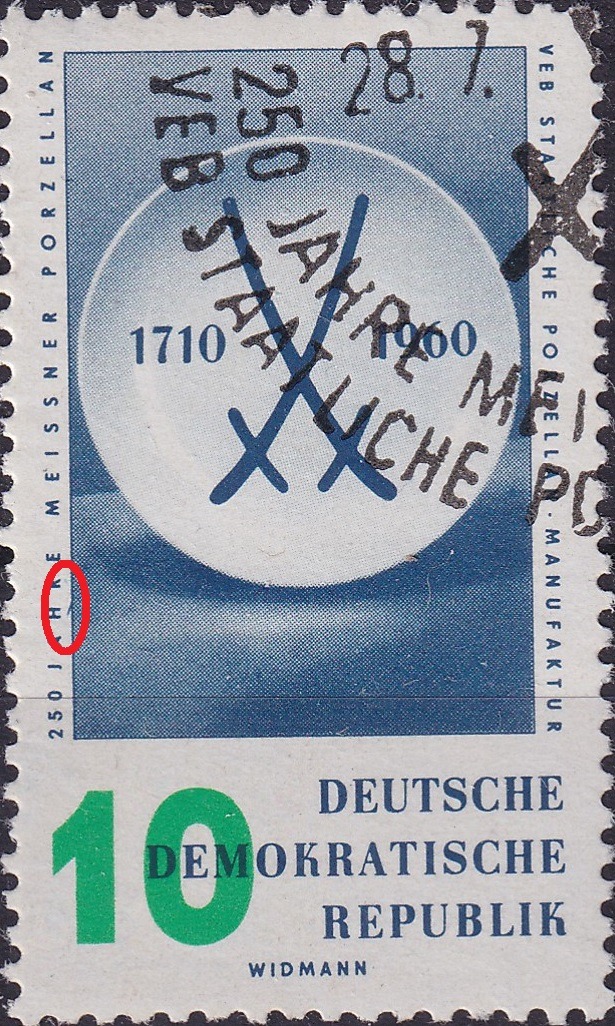 250 JAHRE MEISSNER PORZELLAN
VEB STAATLICHE PORZELLAN-MANUFAKTUR
28. 7.
250 JAHRE MEI
VEB STAATLICHE PO
1710
1960
10
DEUTSCHE
DEMOKRATISCHE
REPUBLIK
WIDMANN